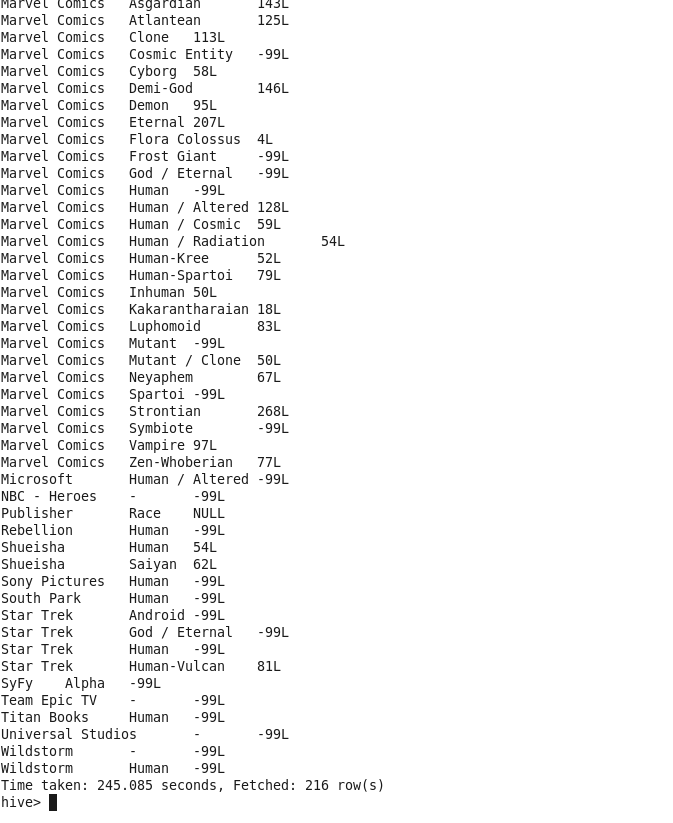 Marvel Comics Asgardian 143L
Marvel Comics Atlantean 125L
Marvel Comics Clone 113L
Marvel Comics Cosmic Entity -99L
Marvel Comics Cyborg 58L
Marvel Comics Demi-God 146L
Marvel Comics Demon 95L
Marvel Comics Eternal 207L
Marvel Comics Flora Colossus 4L
Marvel Comics Frost Giant -99L
Marvel Comics God / Eternal -99L
Marvel Comics Human -99L
Marvel Comics Human / Altered 128L
Marvel Comics Human / Cosmic 59L
Marvel Comics Human / Radiation 54L
Marvel Comics Human-Kree 52L
Marvel Comics Human-Spartoi 79L
Marvel Comics Inhuman 50L
Marvel Comics Kakarantharaian 18L
Marvel Comics Luphomoid 83L
Marvel Comics Mutant -99L
Marvel Comics Mutant / Clone 50L
Marvel Comics Neyaphem 67L
Marvel Comics Spartoi -99L
Marvel Comics Strontian 268L
Marvel Comics Symbiote -99L
Marvel Comics Vampire 97L
Marvel Comics Zen-Whoberian 77L
Microsoft Human / Altered -99L
NBC - Heroes - -99L
Publisher Race NULL
Rebellion Human -99L
Shueisha Human 54L
Shueisha Saiyan 62L
Sony Pictures Human -99L
South Park Human -99L
Star Trek Android -99L
Star Trek God / Eternal -99L
Star Trek Human -99L
Star Trek Human-Vulcan 81L
SyFy Alpha -99L
Team Epic TV - -99L
Titan Books Human -99L
Universal Studios - -99L
Wildstorm - -99L
Wildstorm Human -99L
Time taken: 245.085 seconds, Fetched: 216 row(s)
hive>